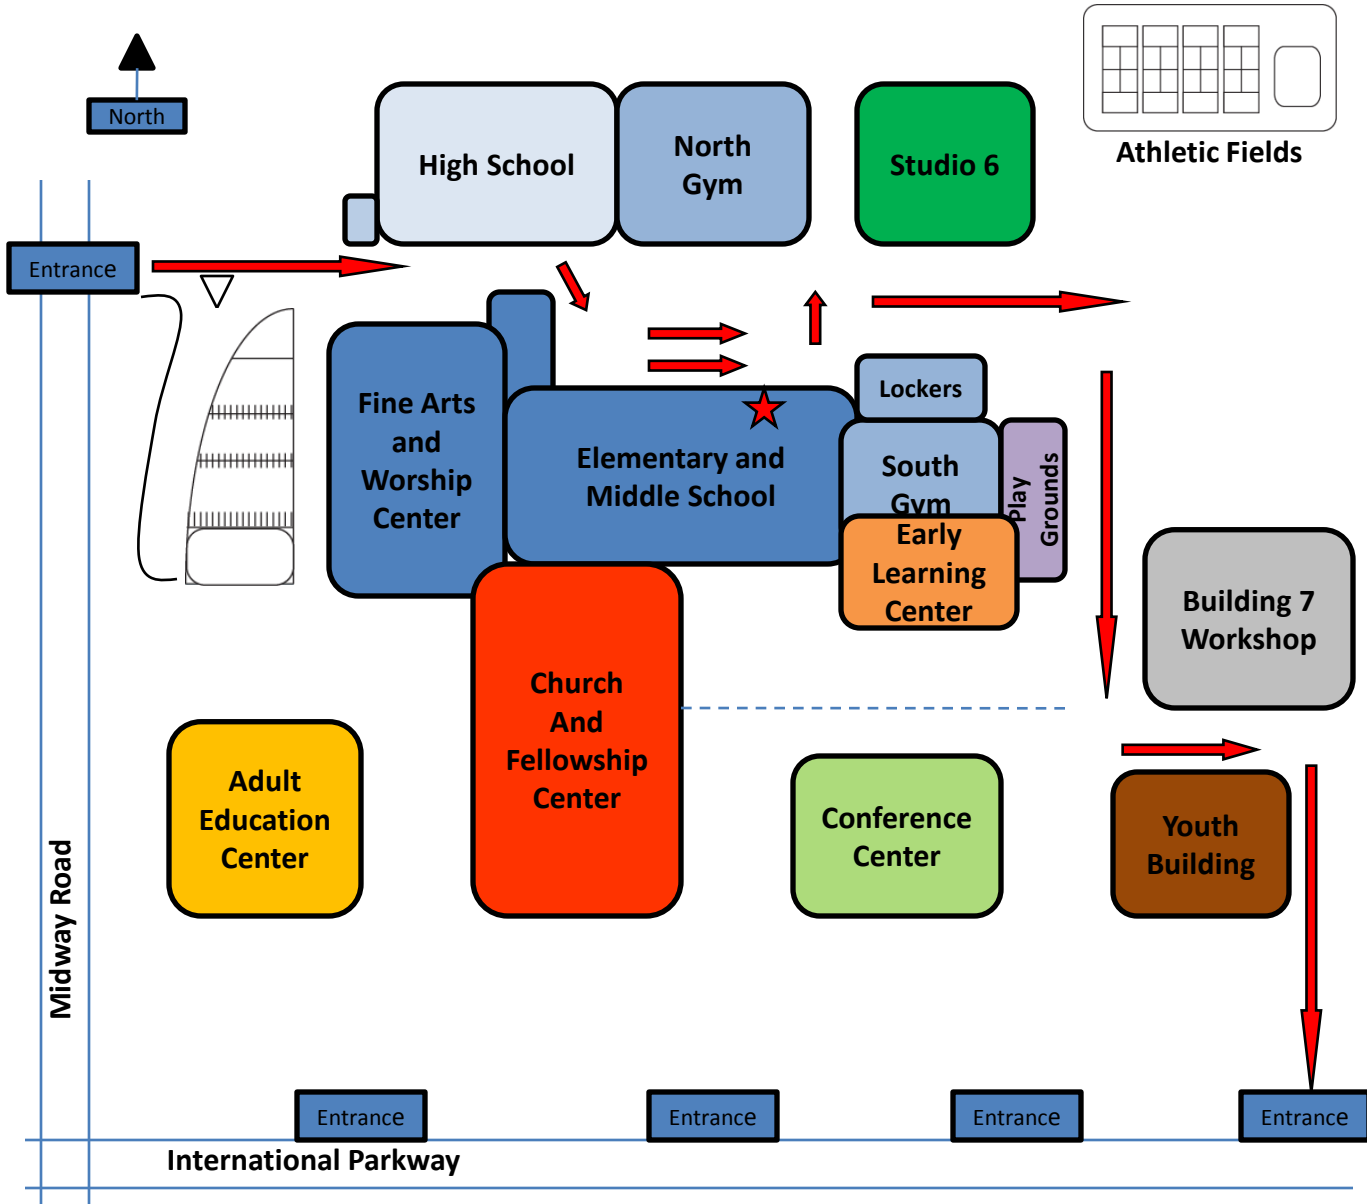 North
High School
North
Gym
Studio 6
Athletic Fields
Entrance
Lockers
Fine Arts
and
Worship
Center
Elementary and
Middle School
South
Gym
Play
Grounds
Early
Learning
Center
Building 7
Workshop
Church
And
Fellowship
Center
Adult
Education
Center
Conference
Center
Youth
Building
Midway Road
Entrance
Entrance
Entrance
Entrance
International Parkway